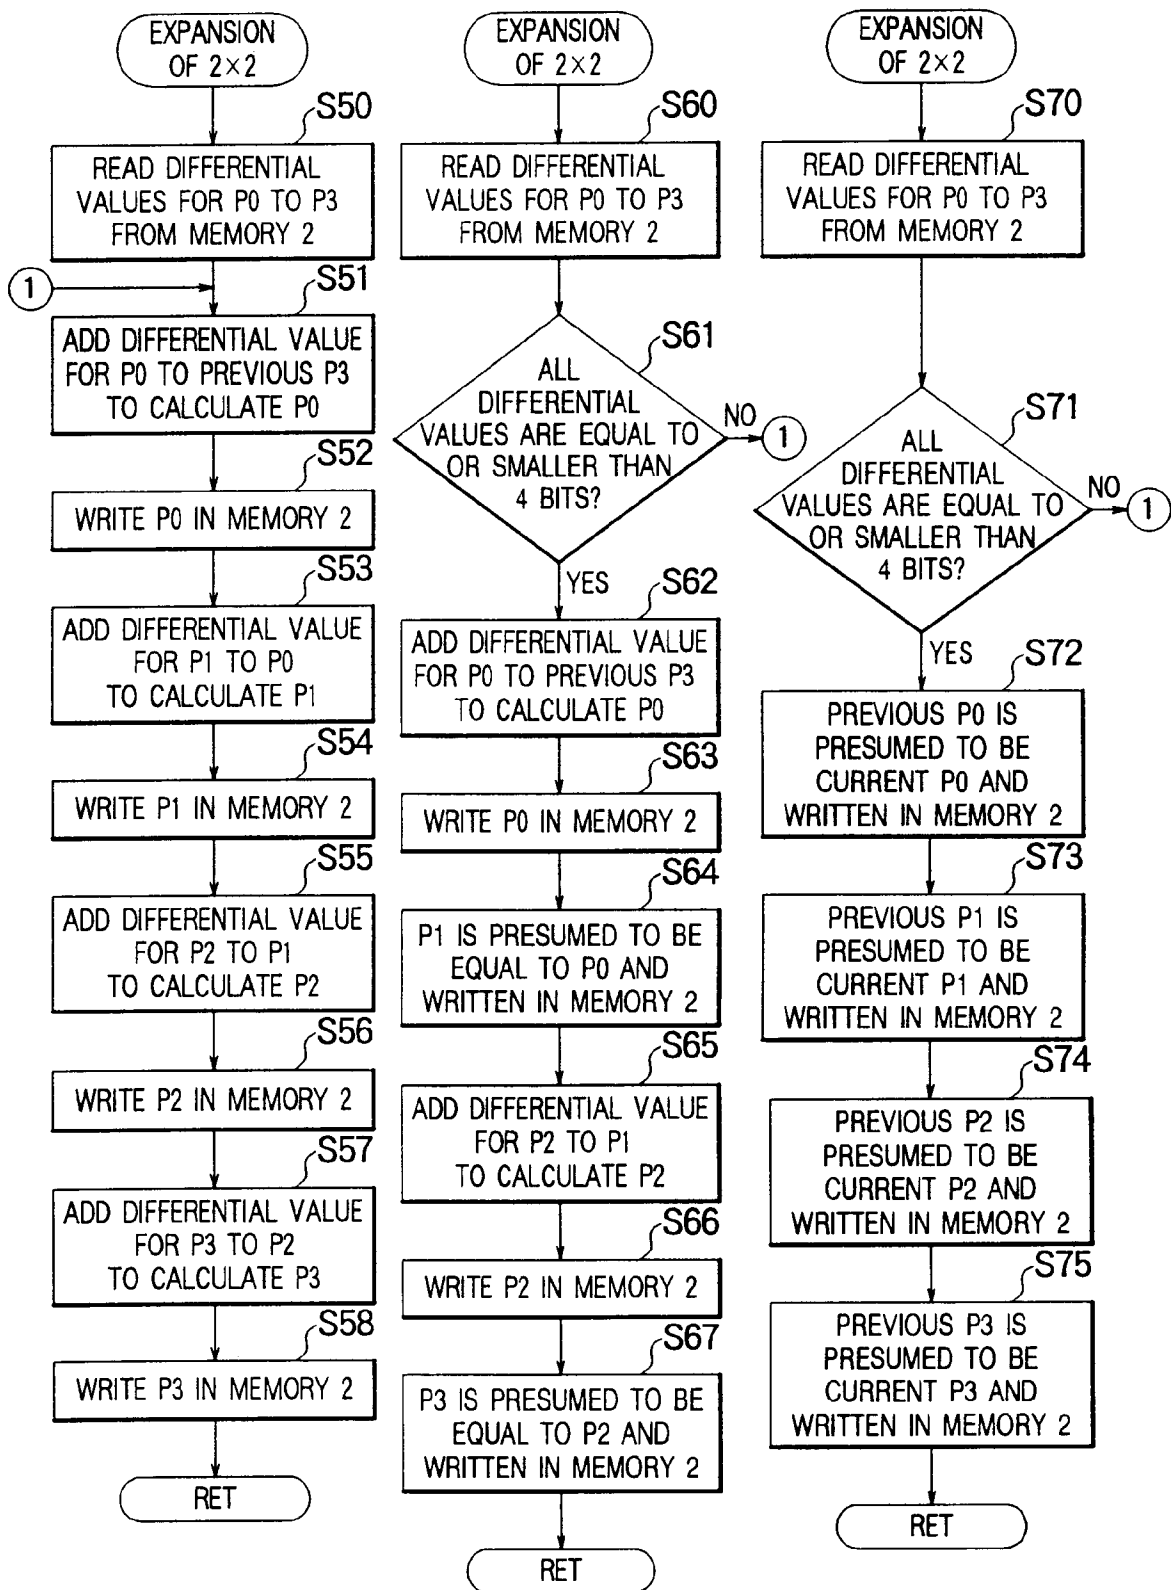 EXPANSION
OF 2×2
S50
READ DIFFERENTIAL
VALUES FOR P0 TO P3
FROM MEMORY 2
1
S51
ADD DIFFERENTIAL VALUE
FOR P0 TO PREVIOUS P3
TO CALCULATE P0
S52
WRITE P0 IN MEMORY 2
S53
ADD DIFFERENTIAL VALUE
FOR P1 TO P0
TO CALCULATE P1
S54
WRITE P1 IN MEMORY 2
S55
ADD DIFFERENTIAL VALUE
FOR P2 TO P1
TO CALCULATE P2
S56
WRITE P2 IN MEMORY 2
S57
ADD DIFFERENTIAL VALUE
FOR P3 TO P2
TO CALCULATE P3
S58
WRITE P3 IN MEMORY 2
RET
EXPANSION
OF 2×2
S60
READ DIFFERENTIAL
VALUES FOR P0 TO P3
FROM MEMORY 2
S61
ALL
DIFFERENTIAL
VALUES ARE EQUAL TO
OR SMALLER THAN
4 BITS?
NO
1
YES
S62
ADD DIFFERENTIAL VALUE
FOR P0 TO PREVIOUS P3
TO CALCULATE P0
S63
WRITE P0 IN MEMORY 2
S64
P1 IS PRESUMED TO BE
EQUAL TO P0 AND
WRITTEN IN MEMORY 2
S65
ADD DIFFERENTIAL VALUE
FOR P2 TO P1
TO CALCULATE P2
S66
WRITE P2 IN MEMORY 2
S67
P3 IS PRESUMED TO BE
EQUAL TO P2 AND
WRITTEN IN MEMORY 2
RET
EXPANSION
OF 2×2
S70
READ DIFFERENTIAL
VALUES FOR P0 TO P3
FROM MEMORY 2
S71
ALL
DIFFERENTIAL
VALUES ARE EQUAL TO
OR SMALLER THAN
4 BITS?
NO
1
YES
S72
PREVIOUS P0 IS
PRESUMED TO BE
CURRENT P0 AND
WRITTEN IN MEMORY 2
S73
PREVIOUS P1 IS
PRESUMED TO BE
CURRENT P1 AND
WRITTEN IN MEMORY 2
S74
PREVIOUS P2 IS
PRESUMED TO BE
CURRENT P2 AND
WRITTEN IN MEMORY 2
S75
PREVIOUS P3 IS
PRESUMED TO BE
CURRENT P3 AND
WRITTEN IN MEMORY 2
RET